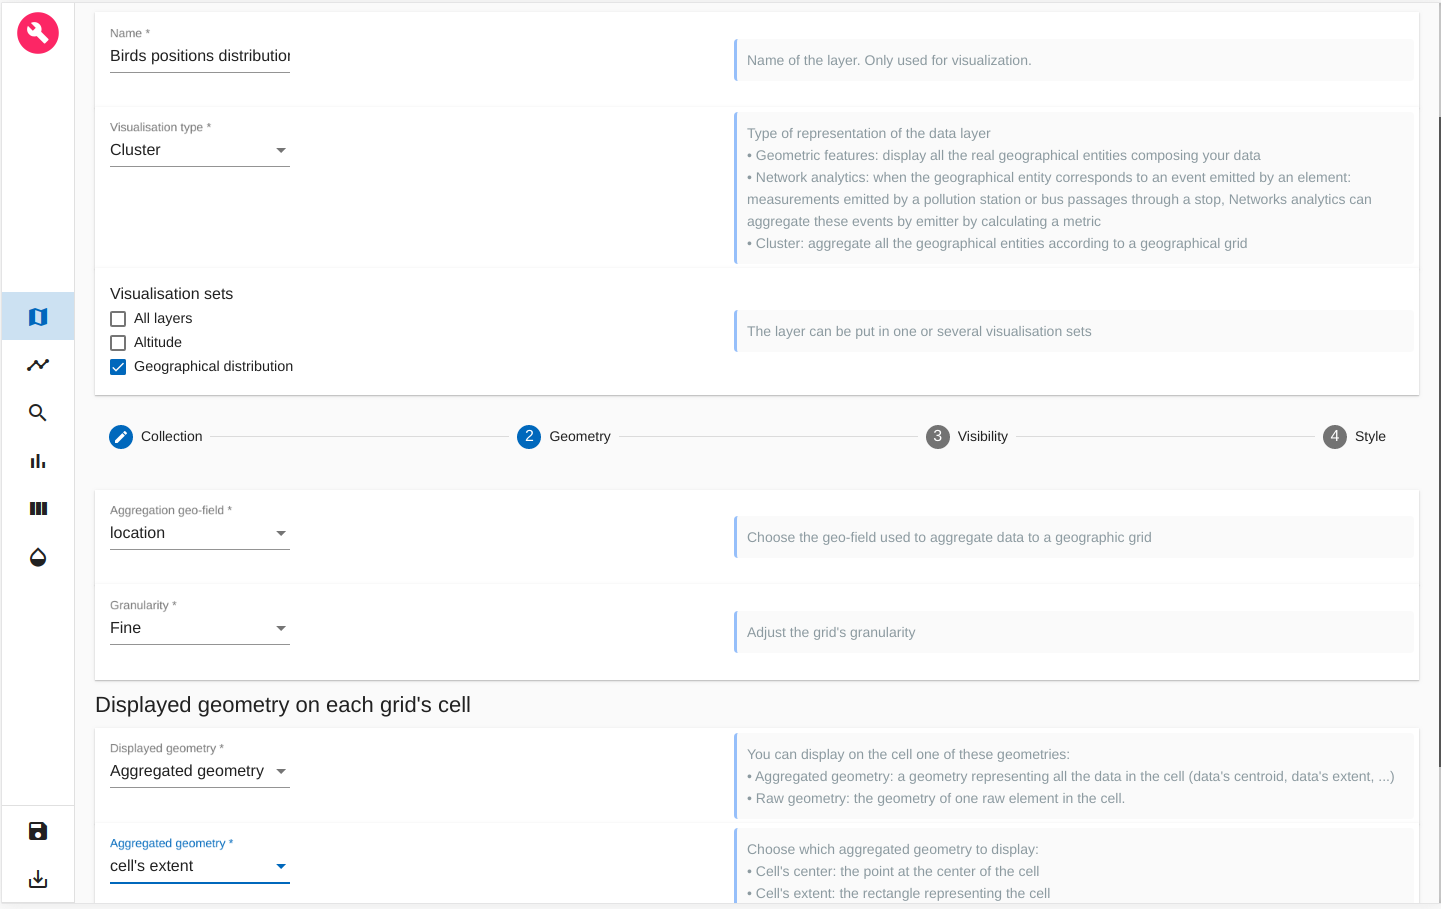 Name *
Birds positions distribution
Name of the layer. Only used for visualization.
Visualisation type *
Cluster
Type of representation of the data layer
• Geometric features: display all the real geographical entities composing your data
• Network analytics: when the geographical entity corresponds to an event emitted by an element:
measurements emitted by a pollution station or bus passages through a stop, Networks analytics can
aggregate these events by emitter by calculating a metric
• Cluster: aggregate all the geographical entities according to a geographical grid
Visualisation sets
All layers
Altitude
Geographical distribution
The layer can be put in one or several visualisation sets
Collection
2 Geometry
3 Visibility
4 Style
Aggregation geo-field *
location
Choose the geo-field used to aggregate data to a geographic grid
Granularity *
Fine
Adjust the grid's granularity
Displayed geometry on each grid's cell
Displayed geometry *
Aggregated geometry
You can display on the cell one of these geometries:
• Aggregated geometry: a geometry representing all the data in the cell (data's centroid, data's extent, ...)
• Raw geometry: the geometry of one raw element in the cell.
Aggregated geometry *
cell's extent
Choose which aggregated geometry to display:
• Cell's center: the point at the center of the cell
• Cell's extent: the rectangle representing the cell